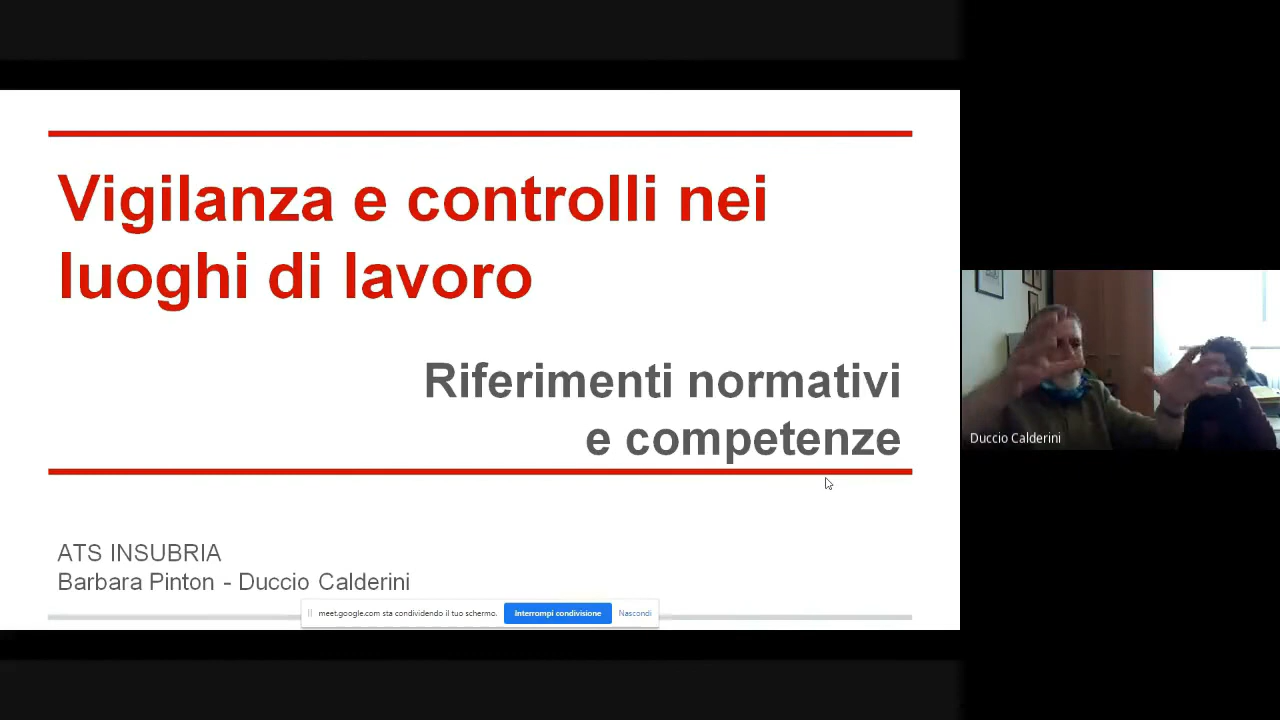 Vigilanza e controlli nei
luoghi di lavoro
Riferimenti normativi
e competenze
ATS INSUBRIA
Barbara Pinton - Duccio Calderini
meet.google.com sta condividendo il tuo schermo.
Interrompi condivisione
Nascondi
Duccio Calderini